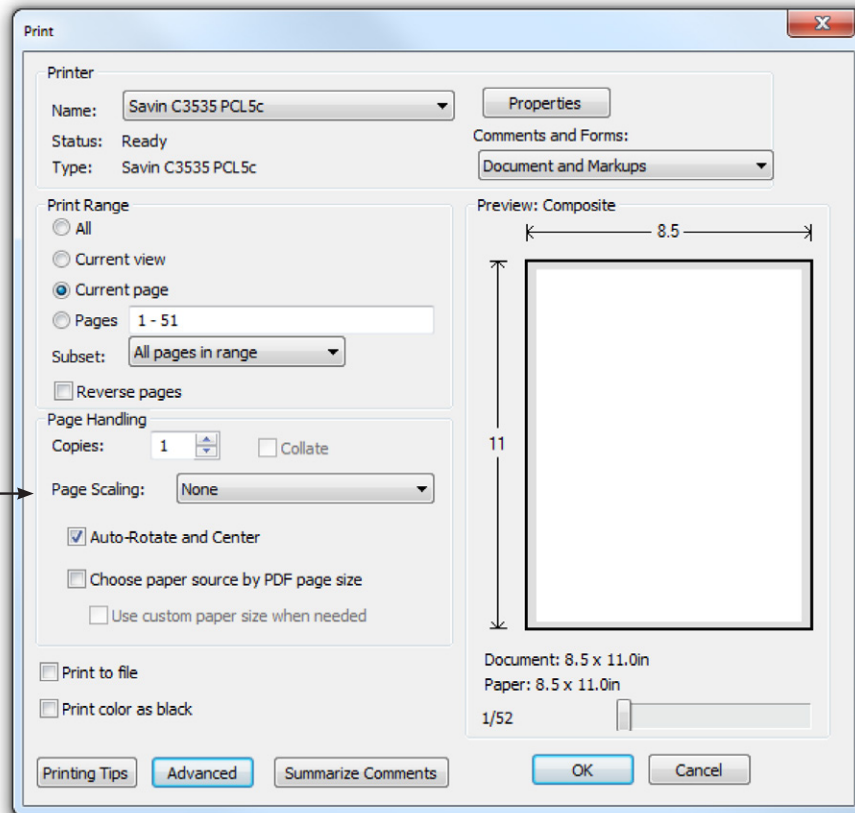 Print
Printer
Name: Savin C3535 PCL5c Properties
Status: Ready Comments and Forms:
Type: Savin C3535 PCL5c Document and Markups
Print Range
All
Current view
Current page
Pages 1 - 51
Subset: All pages in range
Reverse pages
Page Handling
Copies: 1 Collate
Page Scaling: None
Auto-Rotate and Center
Choose paper source by PDF page size
Use custom paper size when needed
Print to file
Print color as black
Preview: Composite
8.5
11
Document: 8.5 x 11.0in
Paper: 8.5 x 11.0in
1/52
Printing Tips Advanced Summarize Comments OK Cancel